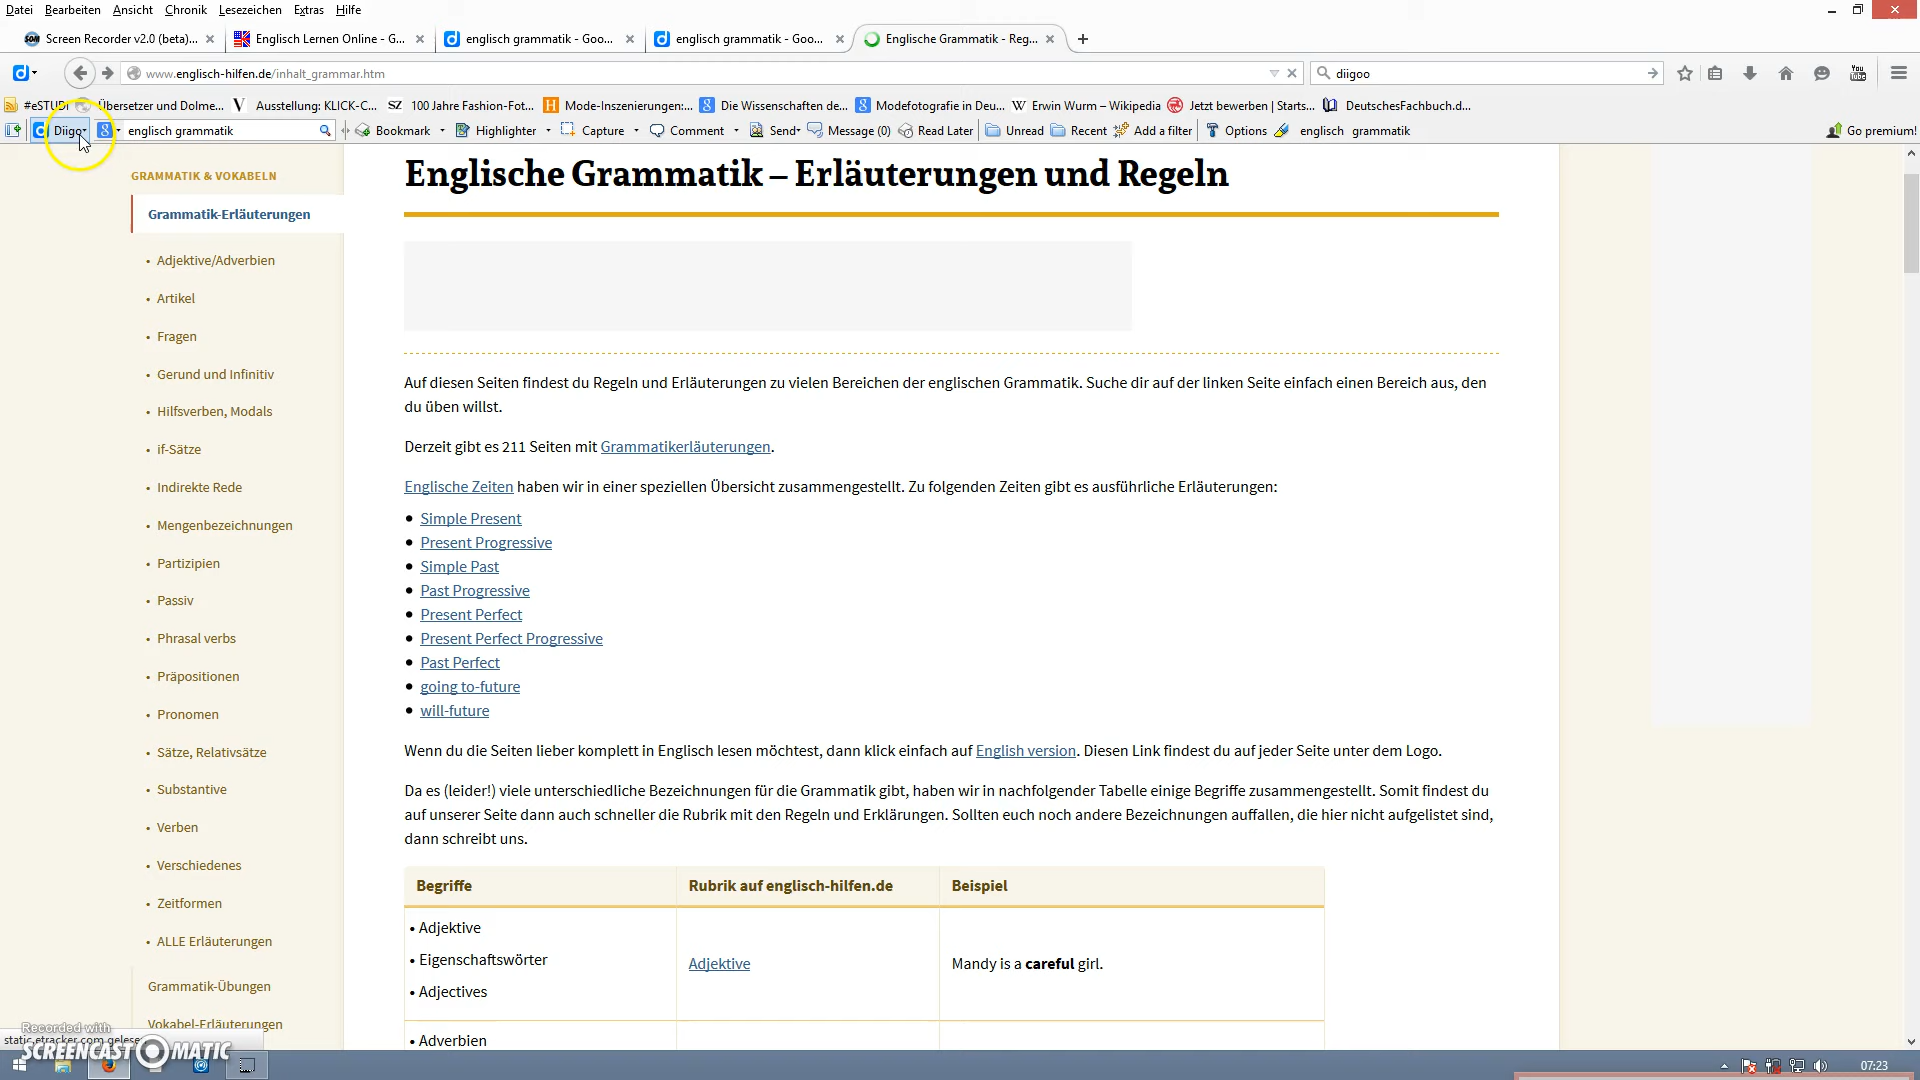 Datei Bearbeiten Ansicht Chronik Lesezeichen Extras Hilfe
Screen Recorder v2.0 (beta)... Englisch Lernen Online - G... englisch grammatik - Goo... englisch grammatik - Goo... Englische Grammatik - Reg...
www.englisch-hilfen.de/inhalt_grammar.htm diigoo
#eSTUDI Übersetzer und Dolme... Ausstellung: KLICK-C... 100 Jahre Fashion-Fot... Mode-Inszenierungen:... Die Wissenschaften de... Modefotografie in Deu... Erwin Wurm – Wikipedia Jetzt bewerben | Starts... DeutschesFachbuch.d...
Diigo englisch grammatik Bookmark Highlighter Capture Comment Send Message (0) Read Later Unread Recent Add a filter Options englisch grammatik Go premium!
GRAMMATIK & VOKABELN
Grammatik-Erläuterungen
• Adjektive/Adverbien
• Artikel
• Fragen
• Gerund und Infinitiv
• Hilfsverben, Modals
• if-Sätze
• Indirekte Rede
• Mengenbezeichnungen
• Partizipien
• Passiv
• Phrasal verbs
• Präpositionen
• Pronomen
• Sätze, Relativsätze
• Substantive
• Verben
• Verschiedenes
• Zeitformen
• ALLE Erläuterungen
Grammatik-Übungen
Vokabel-Erläuterungen
Englische Grammatik – Erläuterungen und Regeln
Auf diesen Seiten findest du Regeln und Erläuterungen zu vielen Bereichen der englischen Grammatik. Suche dir auf der linken Seite einfach einen Bereich aus, den
du üben willst.
Derzeit gibt es 211 Seiten mit Grammatikerläuterungen.
Englische Zeiten haben wir in einer speziellen Übersicht zusammengestellt. Zu folgenden Zeiten gibt es ausführliche Erläuterungen:
• Simple Present
• Present Progressive
• Simple Past
• Past Progressive
• Present Perfect
• Present Perfect Progressive
• Past Perfect
• going to-future
• will-future
Wenn du die Seiten lieber komplett in Englisch lesen möchtest, dann klick einfach auf English version. Diesen Link findest du auf jeder Seite unter dem Logo.
Da es (leider!) viele unterschiedliche Bezeichnungen für die Grammatik gibt, haben wir in nachfolgender Tabelle einige Begriffe zusammengestellt. Somit findest du
auf unserer Seite dann auch schneller die Rubrik mit den Regeln und Erklärungen. Sollten euch noch andere Bezeichnungen auffallen, die hier nicht aufgelistet sind,
dann schreibt uns.
Begriffe Rubrik auf englisch-hilfen.de Beispiel
• Adjektive
• Eigenschaftswörter
• Adjectives
Adjektive
Mandy is a careful girl.
• Adverbien
Recorded with
static.etracker.com gelese
SCREENCAST MATIC
07:23